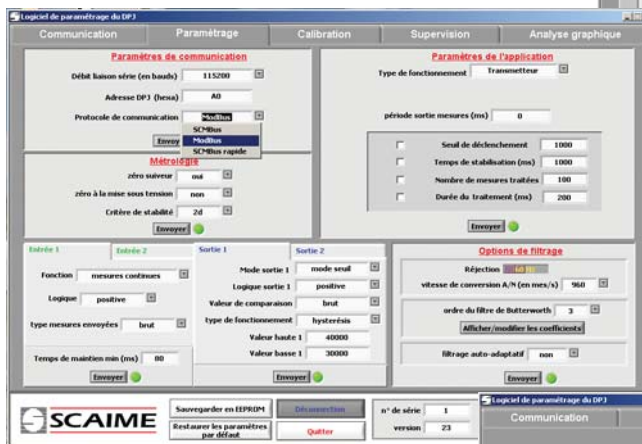 Logiciel de paramétrage du DPJ
Communication
Paramétrage
Calibration
Supervision
Analyse graphique
Paramètres de communication
Débit liaison série (en bauds)
115200
Adresse DPJ (hexa)
A0
Protocole de communication
ModBus
SCMBus
ModBus
SCMBus rapide
Envoy
Métrologie
zéro suiveur
oui
zéro à la mise sous tension
non
Critère de stabilité
2d
Envoyer
Paramètres de l'application
Type de fonctionnement
Transmetteur
période sortie mesures (ms)
0
Seuil de déclenchement
1000
Temps de stabilisation (ms)
1000
Nombre de mesures traitées
100
Durée du traitement (ms)
200
Envoyer
Entrée 1
Entrée 2
Fonction
mesures continues
Logique
positive
type mesures envoyées
brut
Temps de maintien min (ms)
80
Envoyer
Sortie 1
Sortie 2
Mode sortie 1
mode seuil
Logique sortie 1
positive
Valeur de comparaison
brut
type de fonctionnement
hystérésis
Valeur haute 1
40000
Valeur basse 1
30000
Envoyer
Options de filtrage
Réjection
60 Hz
vitesse de conversion A/N (en mes/s)
960
ordre du filtre de Butterworth
3
Afficher/modifier les coefficients
filtrage auto-adaptatif
non
Envoyer
SCAIME
Sauvegarder en EEPROM
Déconnection
Restaurer les paramètres
par défaut
Quitter
n° de série
1
version
23
Logiciel de paramétrage du DPJ
Communication